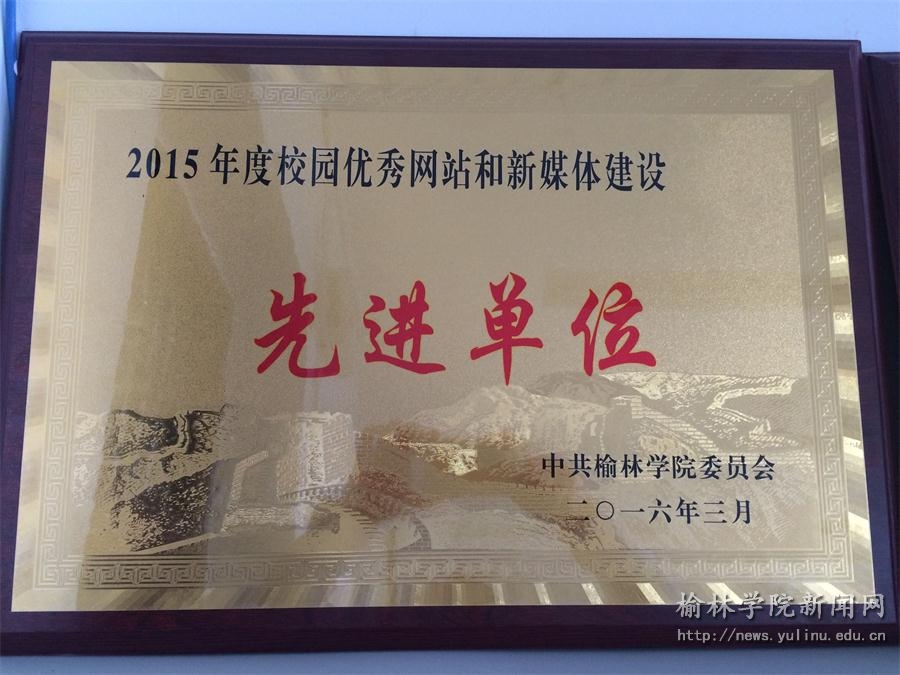 2015年度校园优秀网站和新媒体建设
先进单位
中共榆林学院委员会
二〇一六年三月
榆林学院新闻网
http://news.yulinu.edu.cn